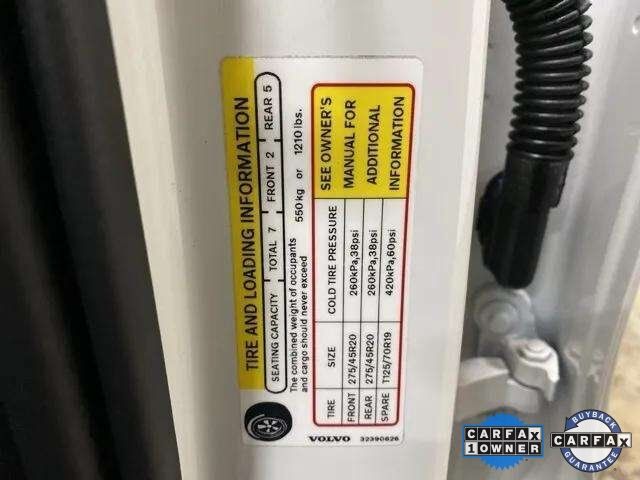 TIRE AND LOADING INFORMATION
SEATING CAPACITY TOTAL 7 FRONT 2 REAR 5
The combined weight of occupants
and cargo should never exceed 550kg or 1210 lbs.
TIRE SIZE COLD TIRE PRESSURE
FRONT 275/45R20 260kPa,38psi
REAR 275/45R20 260kPa,38psi
SPARE T125/70R19 420kPa,60psi
SEE OWNER'S
MANUAL FOR
ADDITIONAL
INFORMATION
VOLVO 32390626
CARFAX
1 OWNER
BUYBACK
CARFAX
GUARANTEE